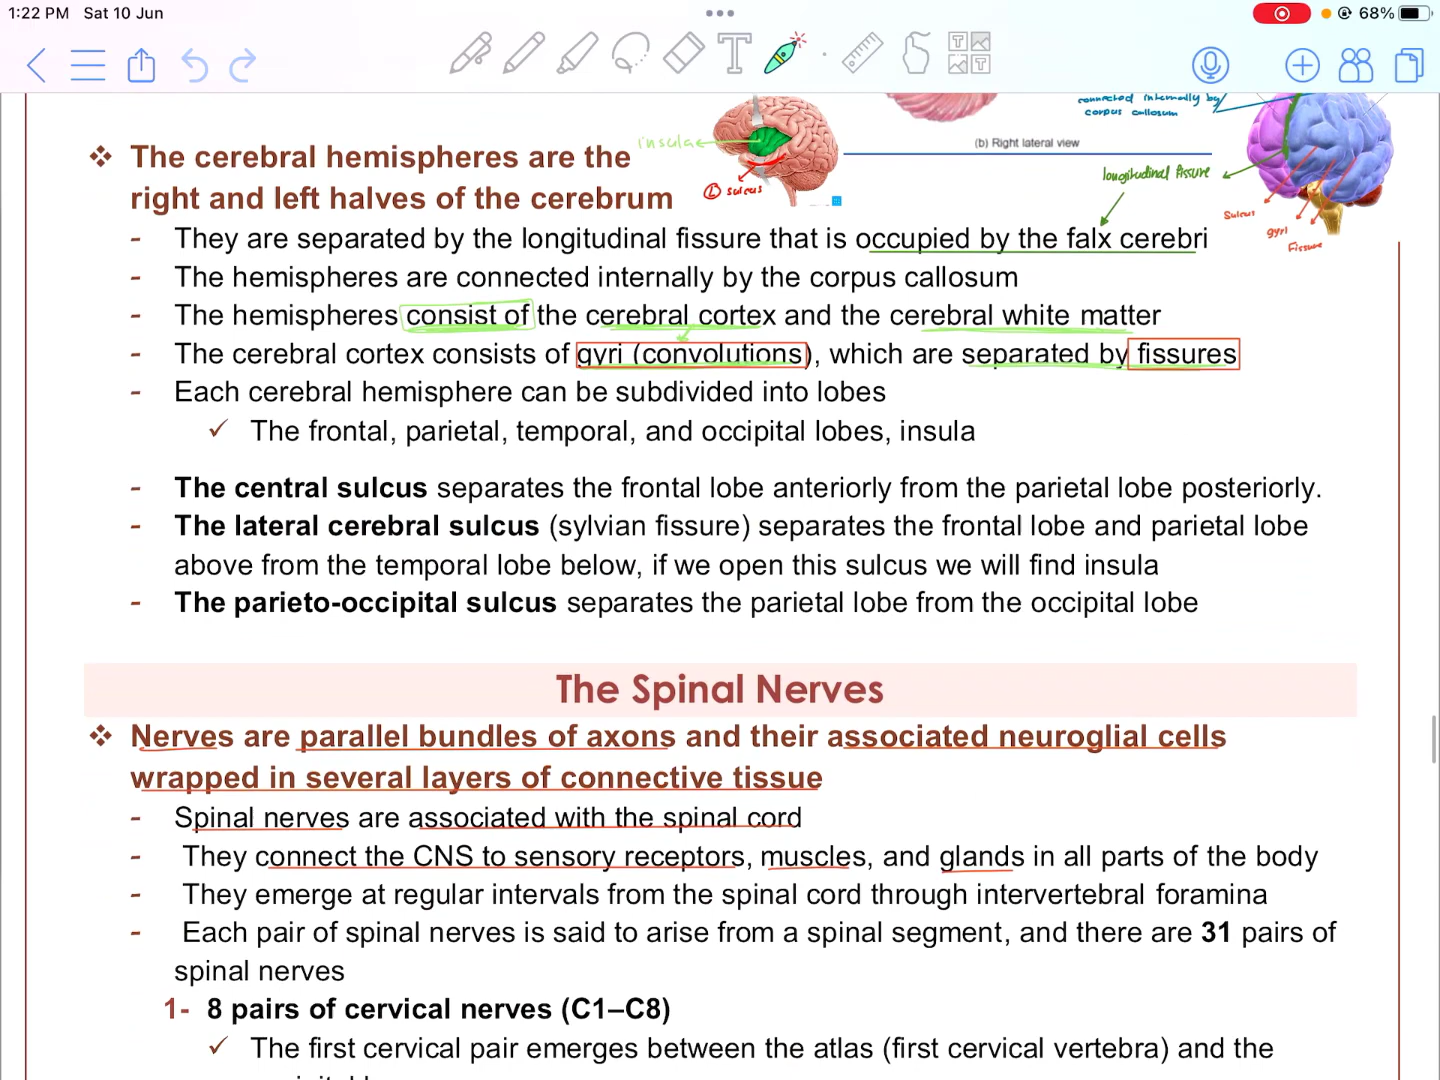 1:22 PM Sat 10 Jun
68%
connected internally by
corpus callosum
insula
(b) Right lateral view
longitudinal fissure
sulcus
Sulcus
gyri
Fissure
❖ The cerebral hemispheres are the
right and left halves of the cerebrum
- They are separated by the longitudinal fissure that is occupied by the falx cerebri
- The hemispheres are connected internally by the corpus callosum
- The hemispheres consist of the cerebral cortex and the cerebral white matter
- The cerebral cortex consists of gyri (convolutions), which are separated by fissures
- Each cerebral hemisphere can be subdivided into lobes
✓ The frontal, parietal, temporal, and occipital lobes, insula
- The central sulcus separates the frontal lobe anteriorly from the parietal lobe posteriorly.
- The lateral cerebral sulcus (sylvian fissure) separates the frontal lobe and parietal lobe
above from the temporal lobe below, if we open this sulcus we will find insula
- The parieto-occipital sulcus separates the parietal lobe from the occipital lobe
The Spinal Nerves
❖ Nerves are parallel bundles of axons and their associated neuroglial cells
wrapped in several layers of connective tissue
- Spinal nerves are associated with the spinal cord
- They connect the CNS to sensory receptors, muscles, and glands in all parts of the body
- They emerge at regular intervals from the spinal cord through intervertebral foramina
- Each pair of spinal nerves is said to arise from a spinal segment, and there are 31 pairs of
spinal nerves
1- 8 pairs of cervical nerves (C1–C8)
✓ The first cervical pair emerges between the atlas (first cervical vertebra) and the